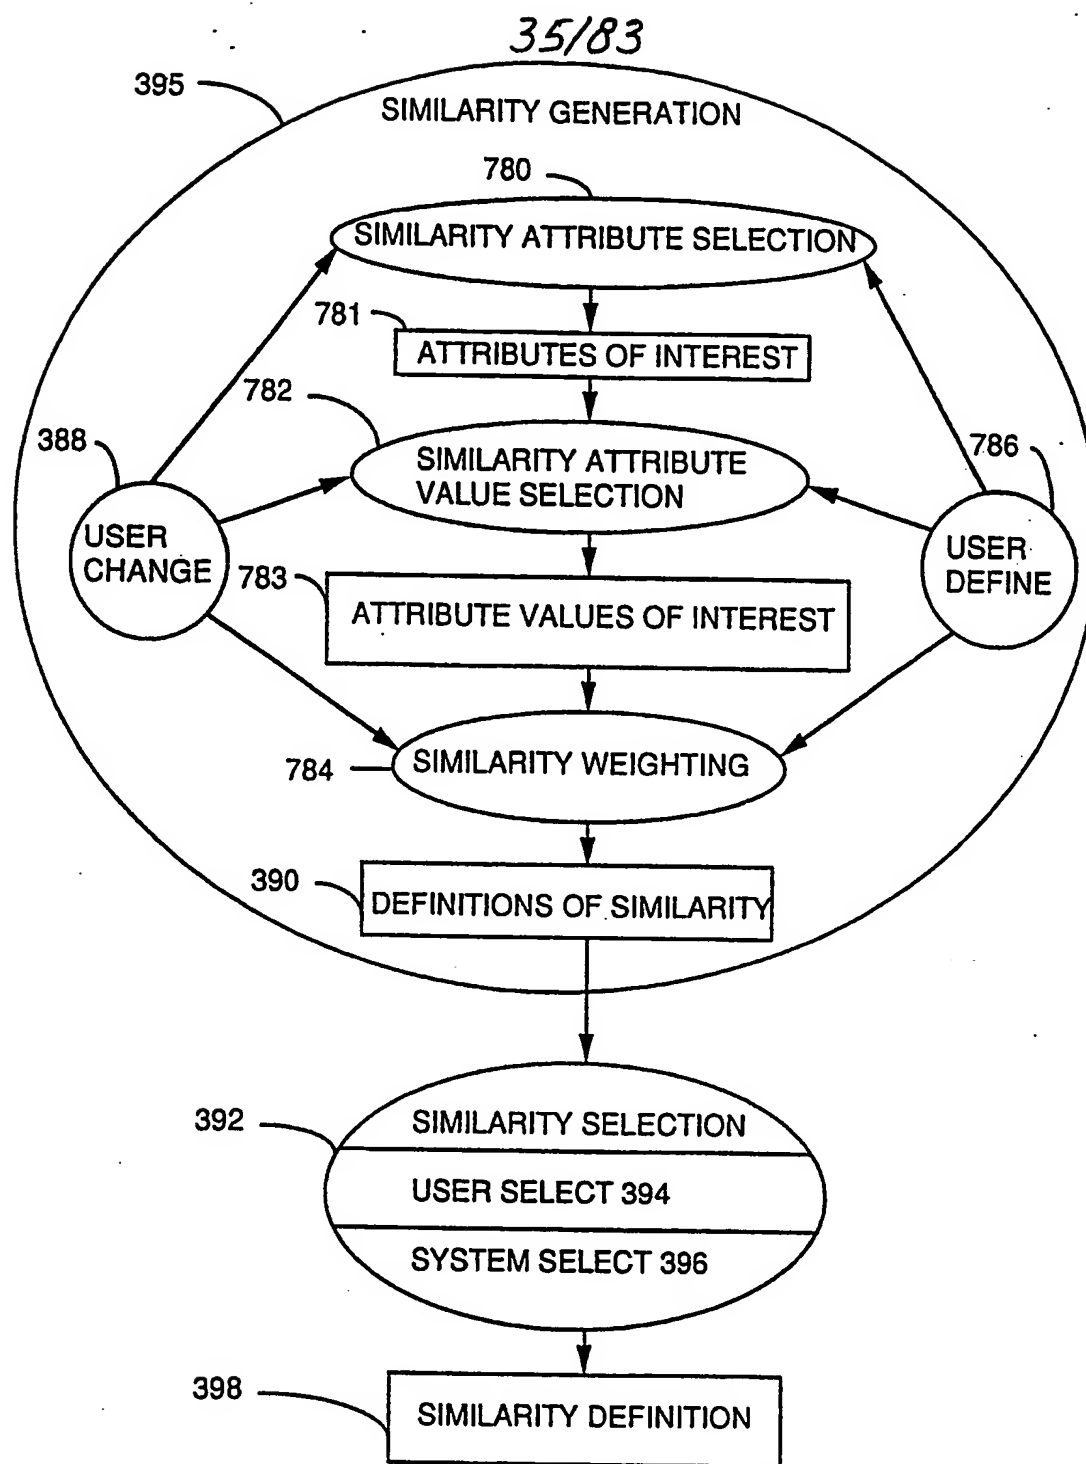 35/83
395
SIMILARITY GENERATION
780
SIMILARITY ATTRIBUTE SELECTION
781
ATTRIBUTES OF INTEREST
782
388
SIMILARITY ATTRIBUTE
VALUE SELECTION
786
USER
CHANGE
783
USER
DEFINE
ATTRIBUTE VALUES OF INTEREST
784
SIMILARITY WEIGHTING
390
DEFINITIONS OF SIMILARITY
392
SIMILARITY SELECTION
USER SELECT 394
SYSTEM SELECT 396
398
SIMILARITY DEFINITION